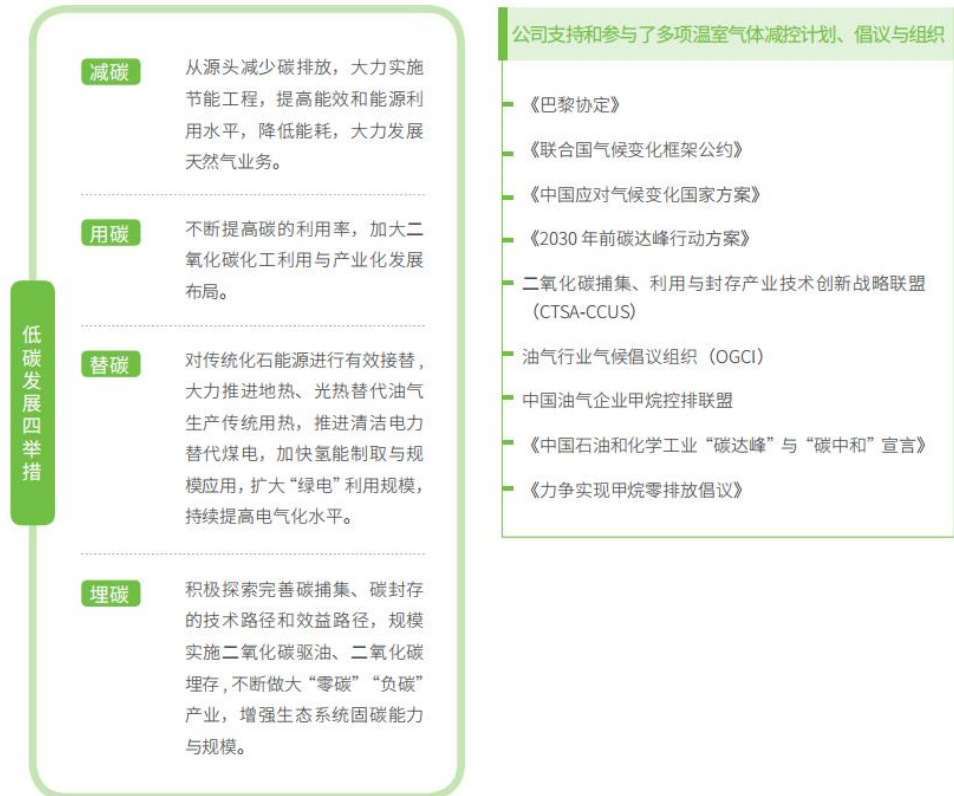 低碳发展四举措
减碳
从源头减少碳排放，大力实施
节能工程，提高能效和能源利
用水平，降低能耗，大力发展
天然气业务。
用碳
不断提高碳的利用率，加大二
氧化碳化工利用与产业化发展
布局。
替碳
对传统化石能源进行有效接替，
大力推进地热、光热替代油气
生产传统用热，推进清洁电力
替代煤电，加快氢能制取与规
模应用，扩大“绿电”利用规模，
持续提高电气化水平。
埋碳
积极探索完善碳捕集、碳封存
的技术路径和效益路径，规模
实施二氧化碳驱油、二氧化碳
埋存，不断做大“零碳”“负碳”
产业，增强生态系统固碳能力
与规模。
公司支持和参与了多项温室气体减控计划、倡议与组织
《巴黎协定》
《联合国气候变化框架公约》
《中国应对气候变化国家方案》
《2030 年前碳达峰行动方案》
二氧化碳捕集、利用与封存产业技术创新战略联盟
（CTSA-CCUS）
油气行业气候倡议组织（OGCI）
中国油气企业甲烷控排联盟
《中国石油和化学工业“碳达峰”与“碳中和”宣言》
《力争实现甲烷零排放倡议》